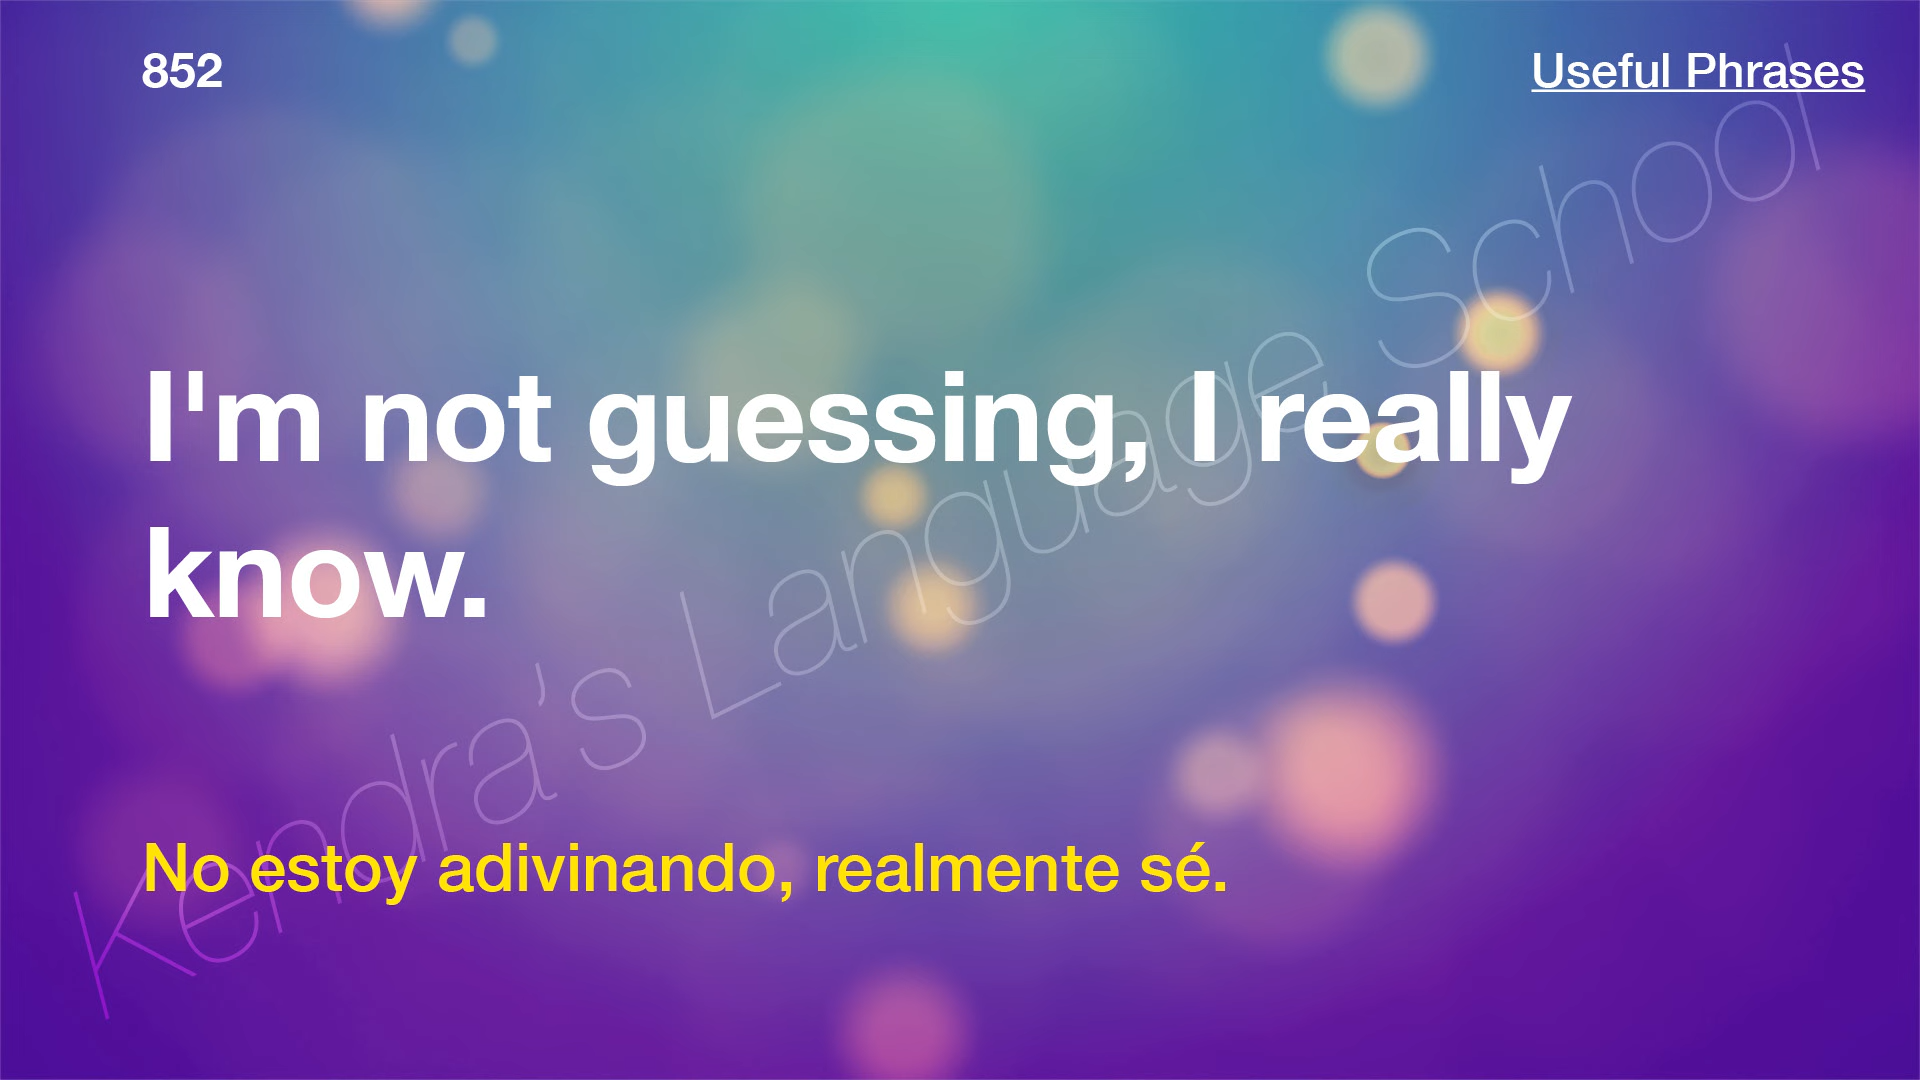 852
Useful Phrases
I'm not guessing, I really
know.
No estoy adivinando, realmente sé.
Kendra’s Language School